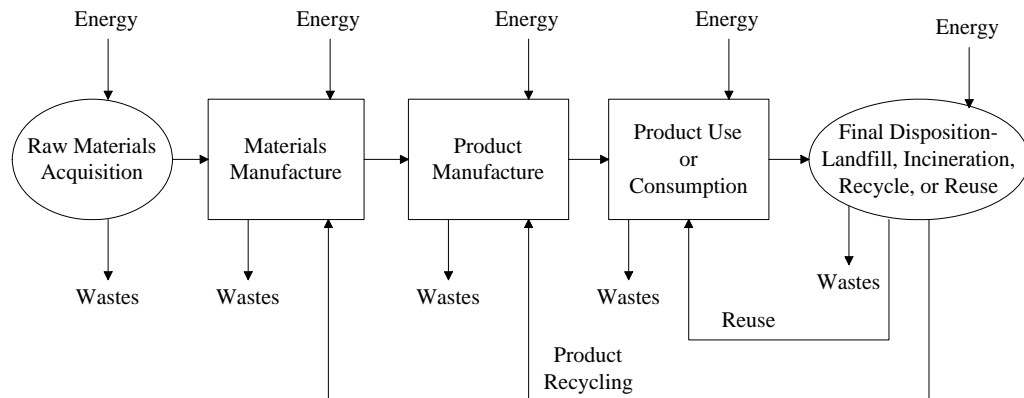 Energy
Energy
Energy
Energy
Energy
Raw Materials
Acquisition
Materials
Manufacture
Product
Manufacture
Product Use
or
Consumption
Final Disposition-
Landfill, Incineration,
Recycle, or Reuse
Wastes
Wastes
Wastes
Wastes
Wastes
Reuse
Product
Recycling